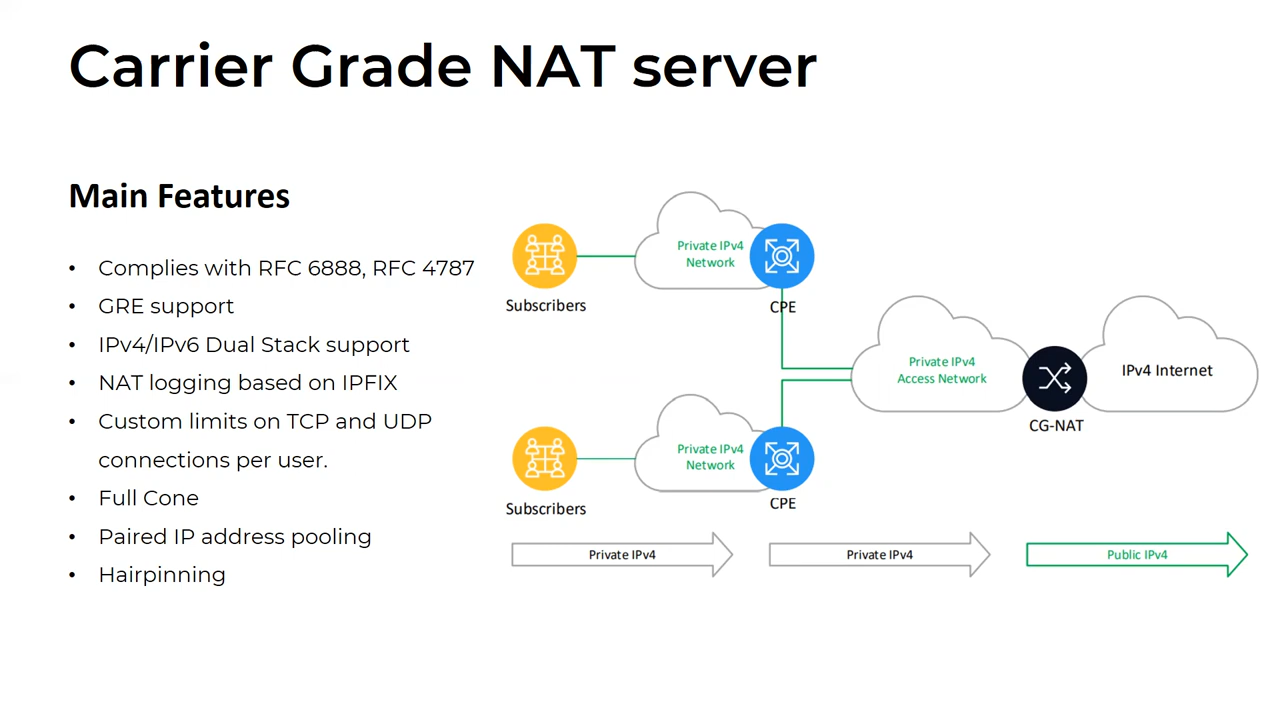 Carrier Grade NAT server
Main Features
• Complies with RFC 6888, RFC 4787
• GRE support
• IPv4/IPv6 Dual Stack support
• NAT logging based on IPFIX
• Custom limits on TCP and UDP
connections per user.
• Full Cone
• Paired IP address pooling
• Hairpinning
Subscribers
Private IPv4
Network
CPE
Private IPv4
Access Network
CG-NAT
IPv4 Internet
Subscribers
Private IPv4
Network
CPE
Private IPv4
Private IPv4
Public IPv4